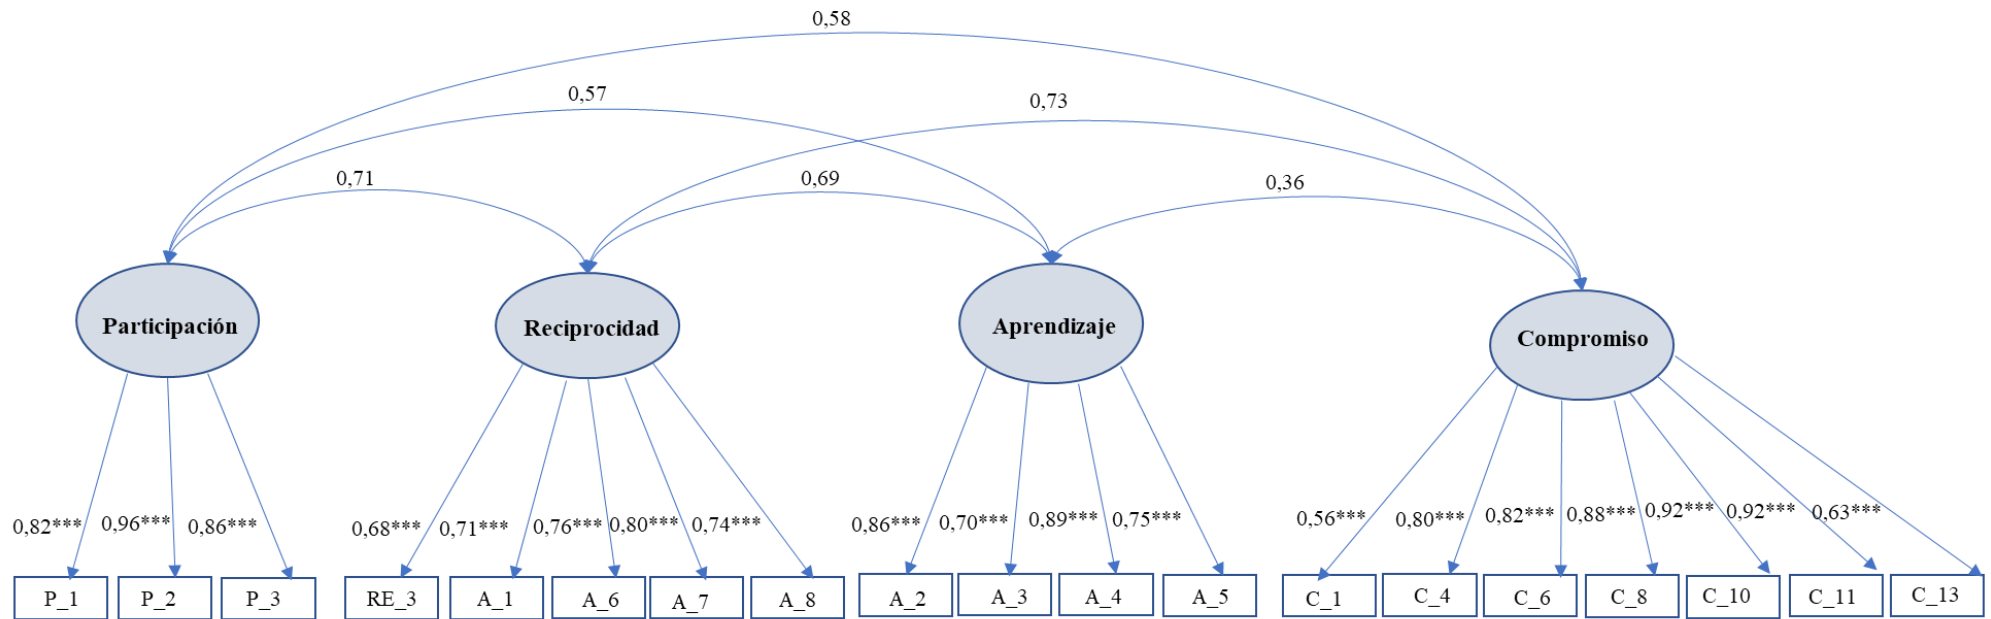 0,58
0,57
0,73
0,71
0,69
0,36
Participación
Reciprocidad
Aprendizaje
Compromiso
0,82*** 0,96*** 0,86*** 0,68*** 0,71*** 0,76*** 0,80*** 0,74*** 0,86*** 0,70*** 0,89*** 0,75*** 0,56*** 0,80*** 0,82*** 0,88*** 0,92*** 0,92*** 0,63***
P_1 P_2 P_3 RE_3 A_1 A_6 A_7 A_8 A_2 A_3 A_4 A_5 C_1 C_4 C_6 C_8 C_10 C_11 C_13